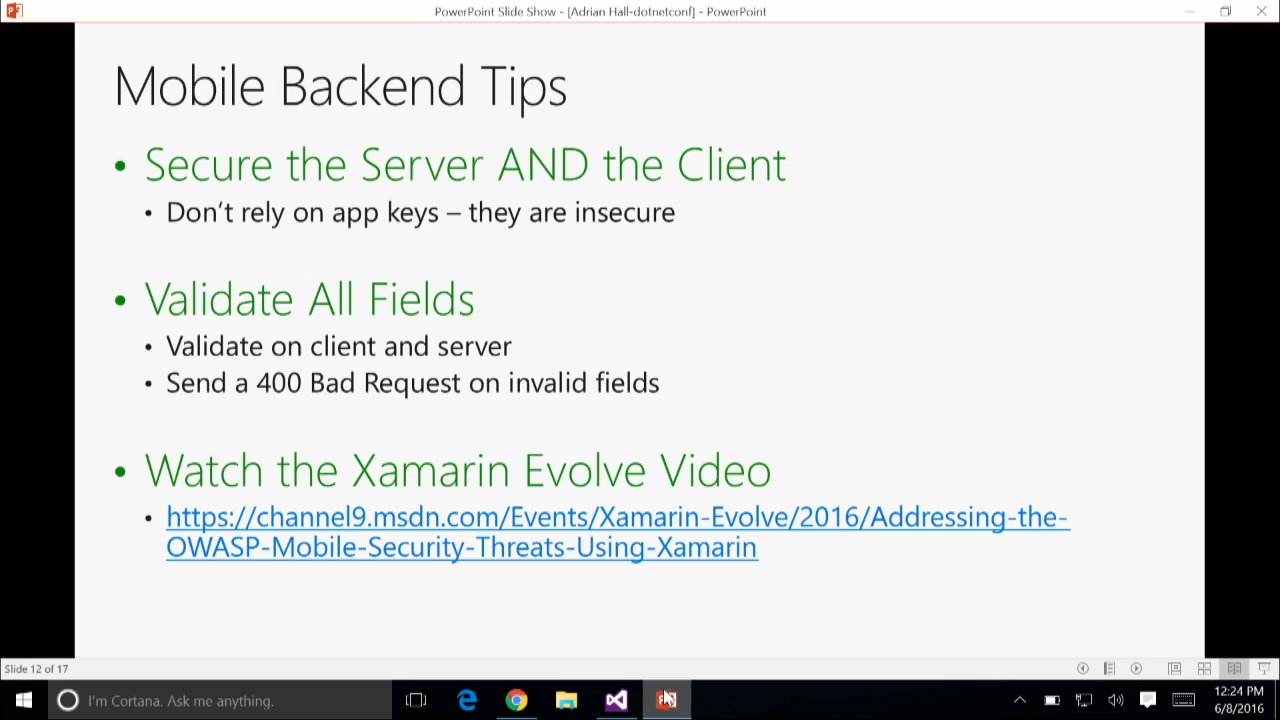 PowerPoint Slide Show - [Adrian Hall-dotnetconf] - PowerPoint
Mobile Backend Tips
• Secure the Server AND the Client
• Don't rely on app keys – they are insecure
• Validate All Fields
• Validate on client and server
• Send a 400 Bad Request on invalid fields
• Watch the Xamarin Evolve Video
• https://channel9.msdn.com/Events/Xamarin-Evolve/2016/Addressing-the-
OWASP-Mobile-Security-Threats-Using-Xamarin
Slide 12 of 17
I'm Cortana. Ask me anything.
12:24 PM
6/8/2016